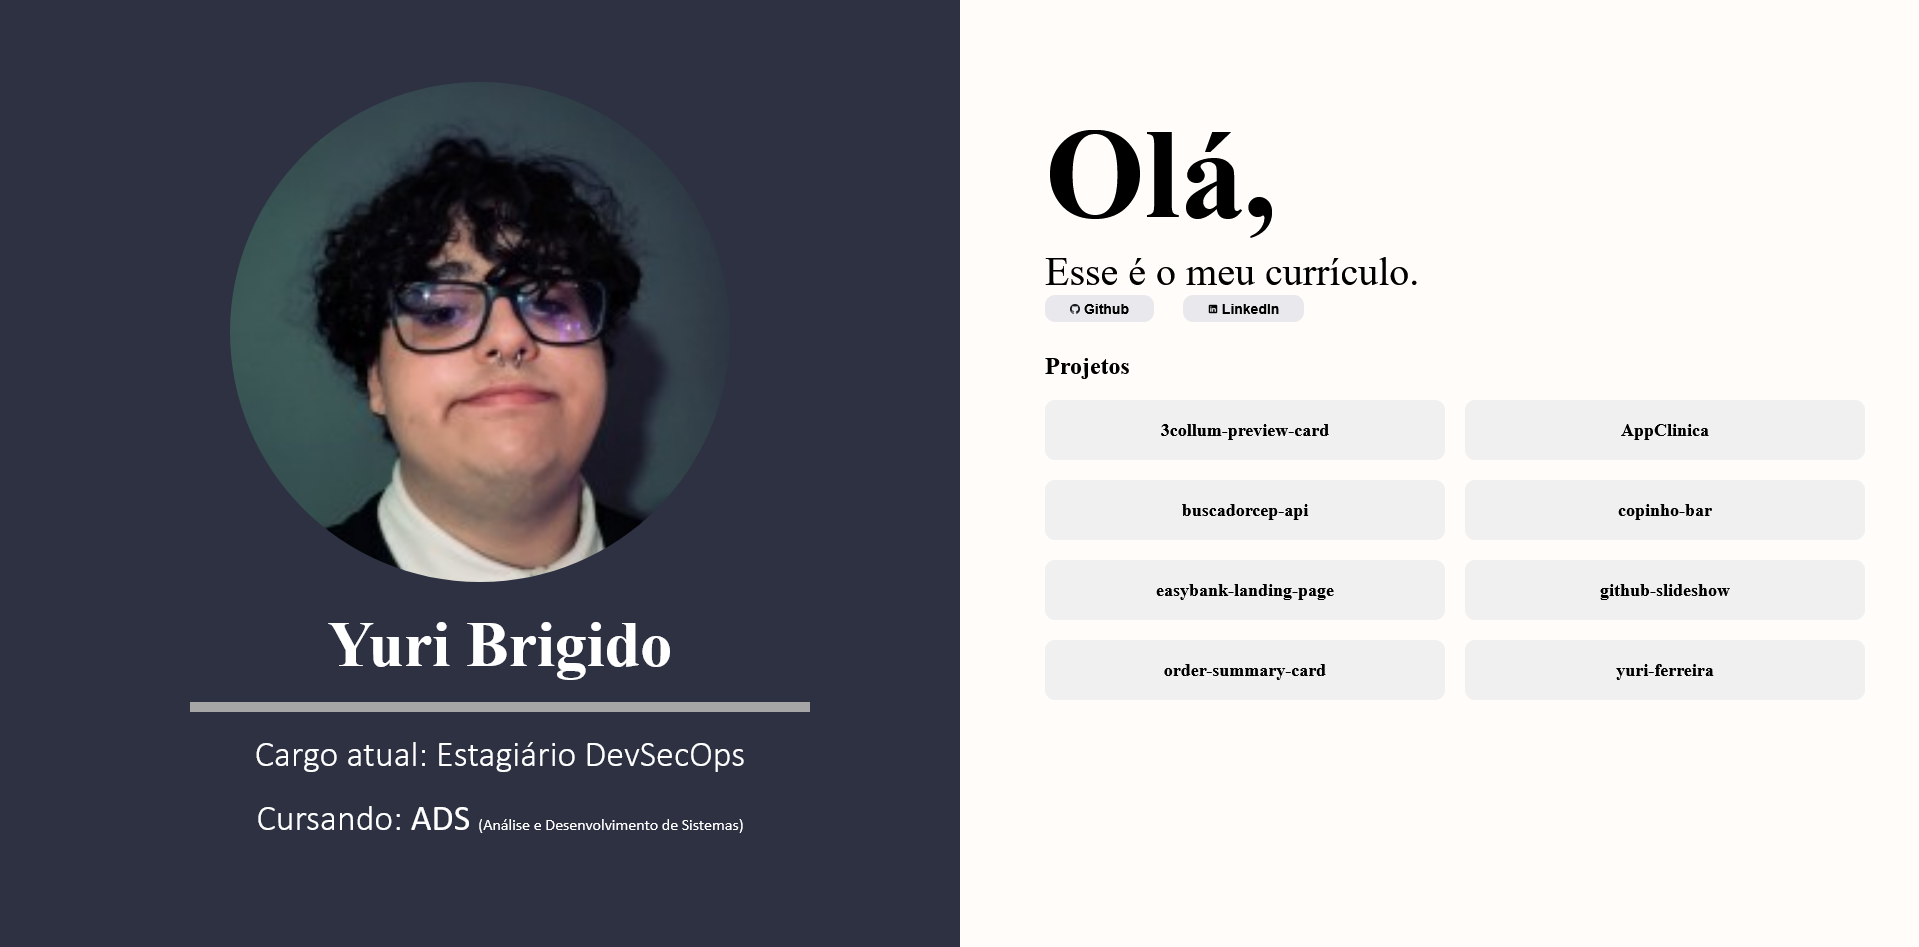 Yuri Brigido
Cargo atual: Estagiário DevSecOps
Cursando: ADS (Análise e Desenvolvimento de Sistemas)
Olá,
Esse é o meu currículo.
Github
LinkedIn
Projetos
3collum-preview-card
AppClinica
buscadorcep-api
copinho-bar
easybank-landing-page
github-slideshow
order-summary-card
yuri-ferreira